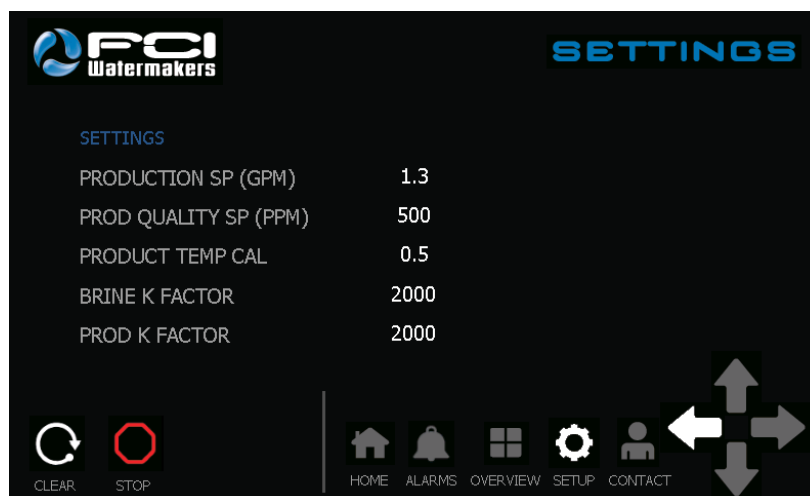 FCI
Watermakers
SETTINGS
SETTINGS
PRODUCTION SP (GPM) 1.3
PROD QUALITY SP (PPM) 500
PRODUCT TEMP CAL 0.5
BRINE K FACTOR 2000
PROD K FACTOR 2000
CLEAR STOP HOME ALARMS OVERVIEW SETUP CONTACT